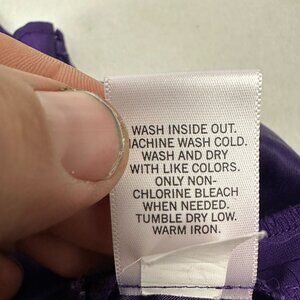 WASH INSIDE OUT.
MACHINE WASH COLD.
WASH AND DRY
WITH LIKE COLORS.
ONLY NON-
CHLORINE BLEACH
WHEN NEEDED.
TUMBLE DRY LOW.
WARM IRON.